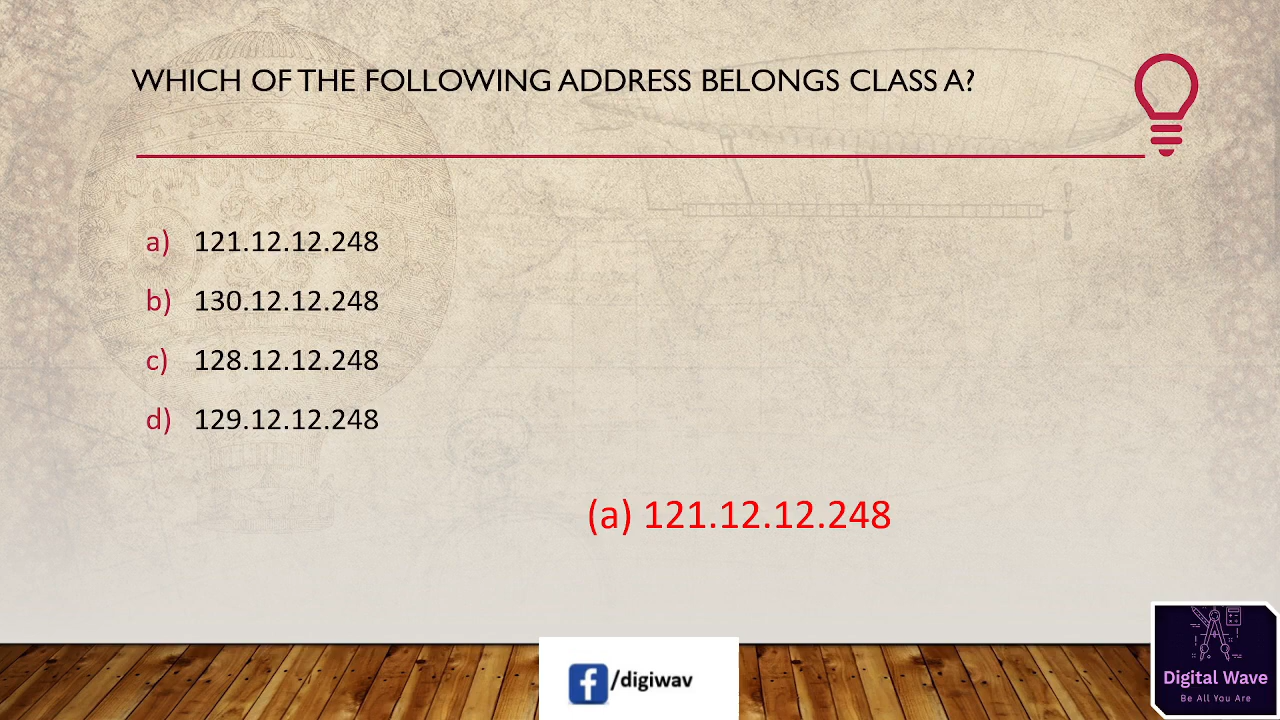 WHICH OF THE FOLLOWING ADDRESS BELONGS CLASS A?
a) 121.12.12.248
b) 130.12.12.248
c) 128.12.12.248
d) 129.12.12.248
(a) 121.12.12.248
f/digiwav
Digital Wave
Be All You Are